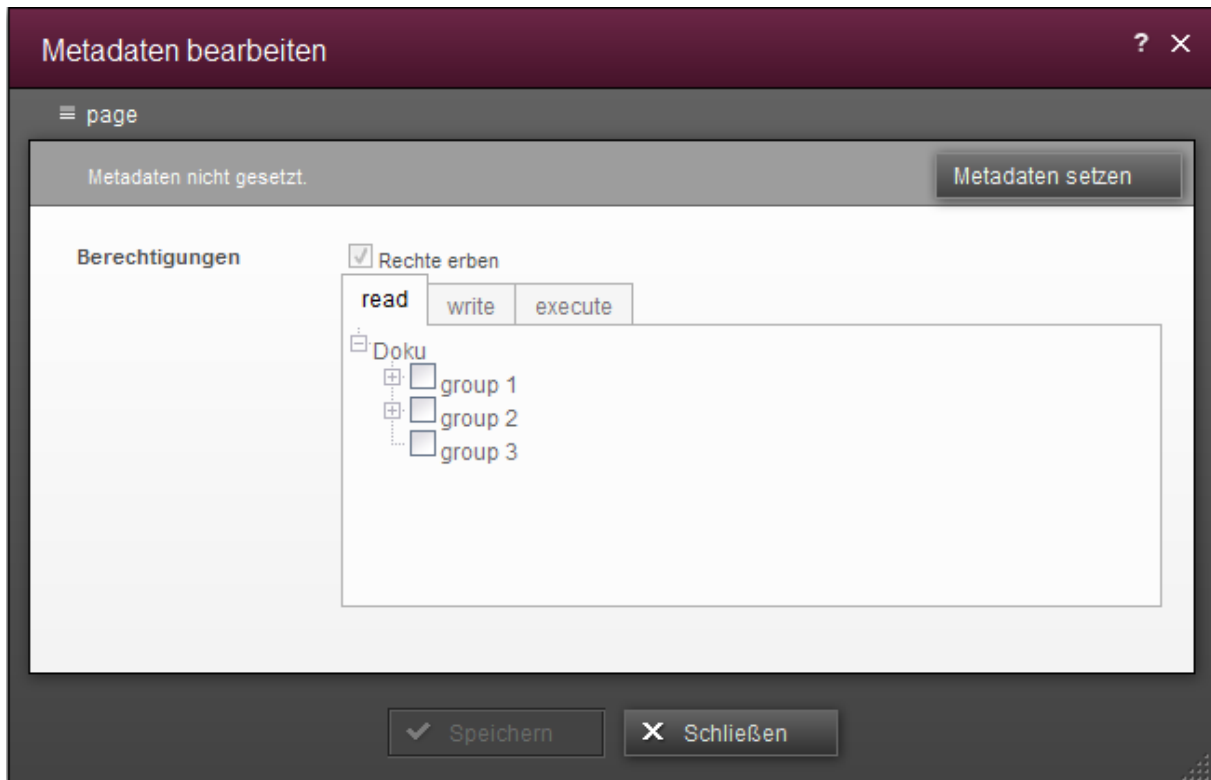 Metadaten bearbeiten ?
page
Metadaten nicht gesetzt. Metadaten setzen
Berechtigungen Rechte erben
read write execute
Doku
group 1
group 2
group 3
Speichern Schließen